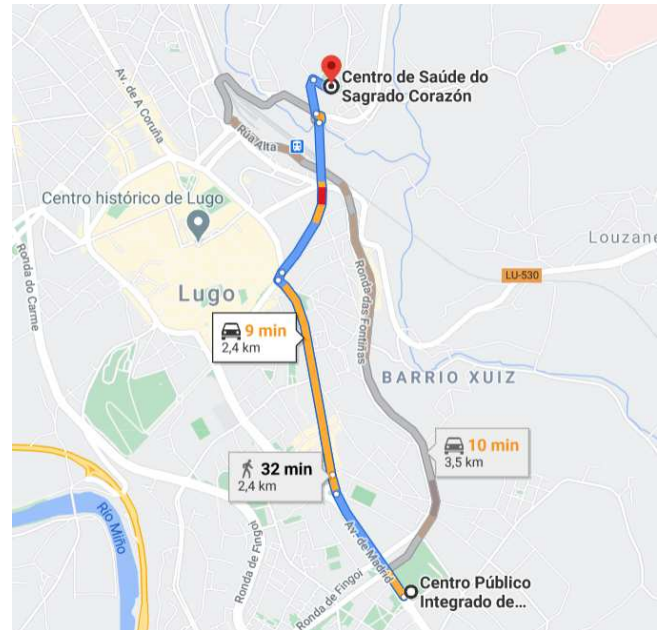 Centro de Saúde do
Sagrado Corazón
Av. de A Coruña
Rúa Alta
Centro histórico de Lugo
Louzane
LU-530
Ronda do Carme
Lugo
Ronda das Fontiñas
9 min
2,4 km
BARRIO XUIZ
10 min
3,5 km
32 min
2,4 km
Río Miño
Av. de Madrid
Ronda de Fingoi
Ronda de Fingoi
Centro Público
Integrado de...